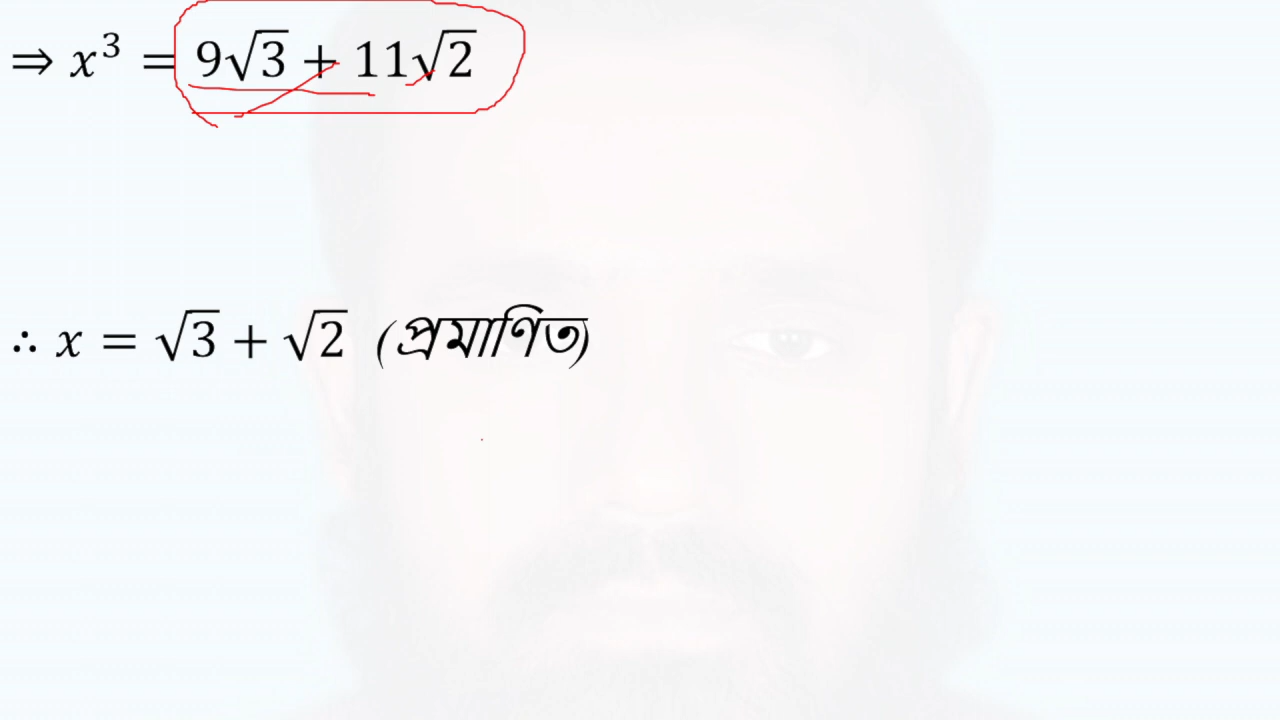 ⇒ x³ = 9√3 + 11√2
∴ x = √3 + √2 (প্রমাণিত)